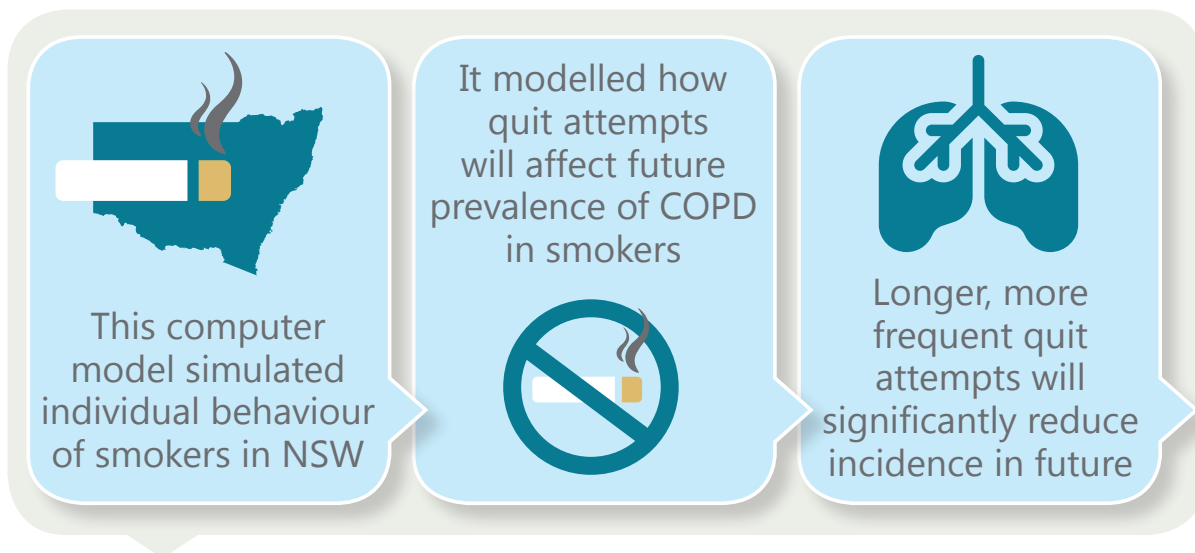 This computer
model simulated
individual behaviour
of smokers in NSW
It modelled how
quit attempts
will affect future
prevalence of COPD
in smokers
Longer, more
frequent quit
attempts will
significantly reduce
incidence in future